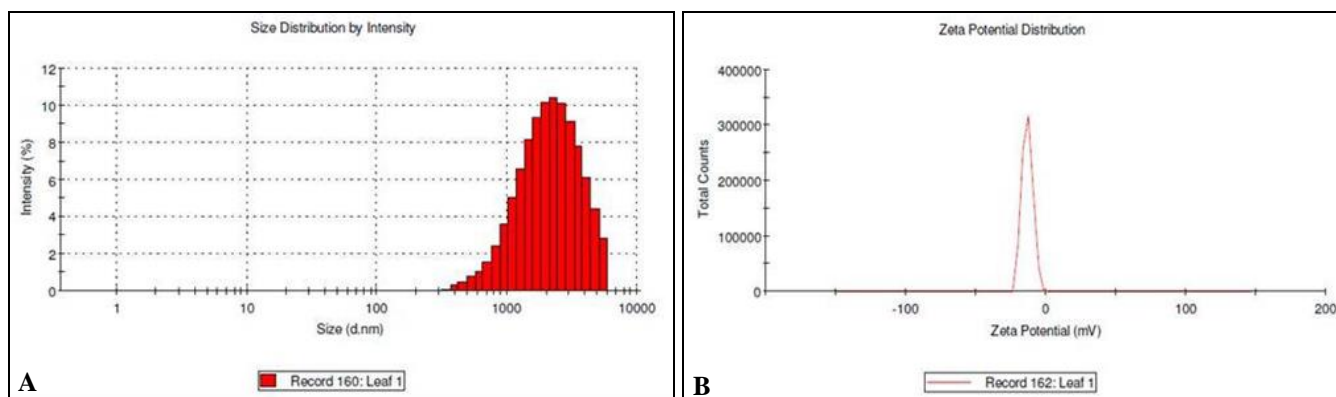 Size Distribution by Intensity
12
10
8
6
4
2
0
Intensity (%)
1
10
100
1000
10000
Size (d.nm)
Record 160: Leaf 1
A
Zeta Potential Distribution
400000
300000
200000
100000
0
Total Counts
-100
0
100
200
Zeta Potential (mV)
Record 162: Leaf 1
B